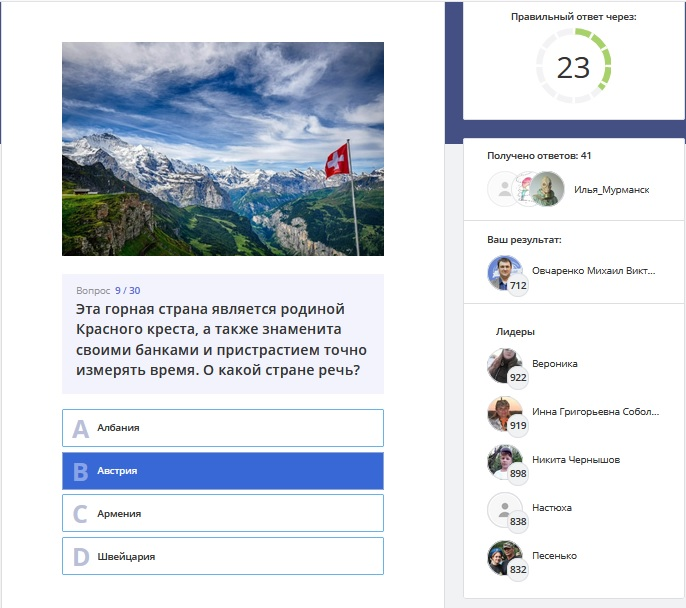 Правильный ответ через:
23
Получено ответов: 41
Илья_Мурманск
Ваш результат:
Овчаренко Михаил Викт...
712
Лидеры
Вероника
922
Инна Григорьевна Собол...
919
Никита Чернышов
898
Настюха
838
Песенько
832
Вопрос 9 / 30
Эта горная страна является родиной
Красного креста, а также знаменита
своими банками и пристрастием точно
измерять время. О какой стране речь?
A Албания
B Австрия
C Армения
D Швейцария